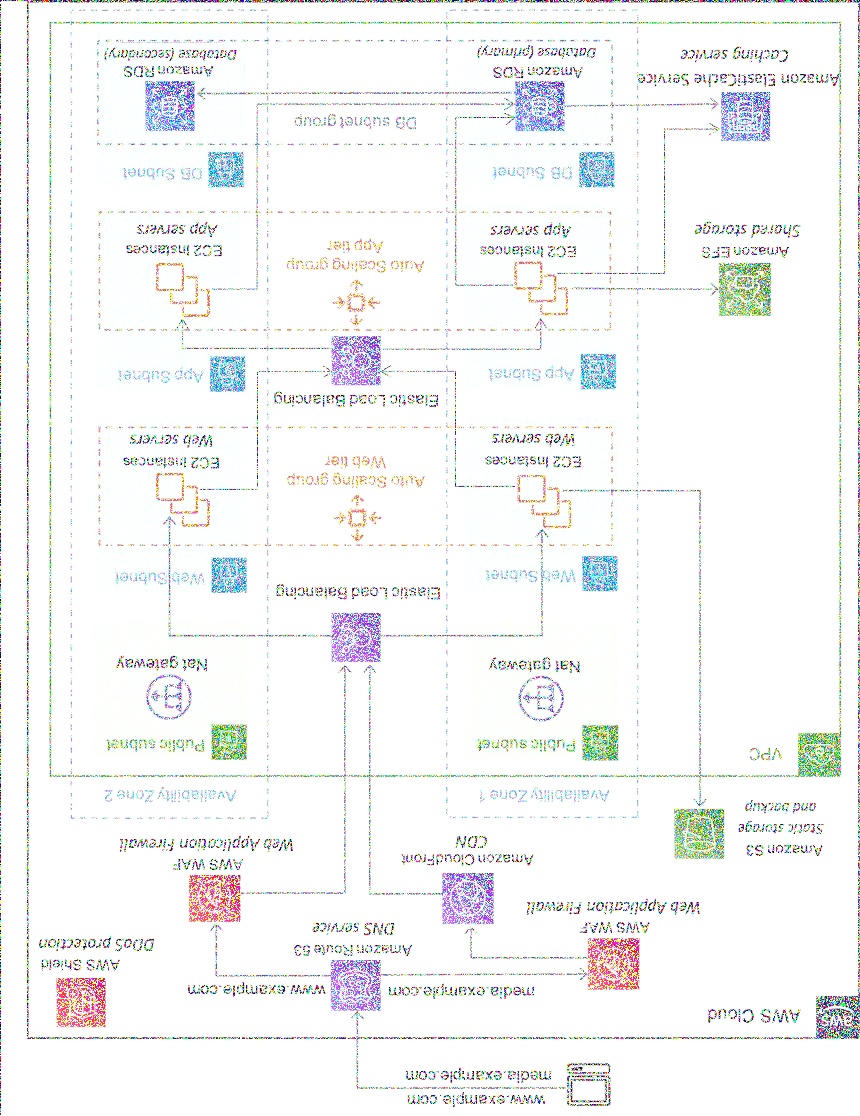 www.example.com
media.example.com
AWS Cloud
AWS Shield
DDoS protection
media.example.com
www.example.com
Amazon Route 53
DNS service
AWS WAF
Web Application Firewall
AWS WAF
Web Application Firewall
Amazon CloudFront
CDN
Amazon S3
Static storage
and backup
Availability Zone 1
Availability Zone 2
VPC
Public subnet
Public subnet
Nat gateway
Nat gateway
Elastic Load Balancing
Web Subnet
Web Subnet
EC2 Instances
Web servers
Auto Scaling group
Web tier
EC2 Instances
Web servers
Elastic Load Balancing
App Subnet
App Subnet
EC2 Instances
App servers
Auto Scaling group
App tier
EC2 Instances
App servers
Amazon EFS
Shared storage
DB Subnet
DB Subnet
DB subnet group
Amazon ElastiCache Service
Caching service
Amazon RDS
Database (primary)
Amazon RDS
Database (secondary)